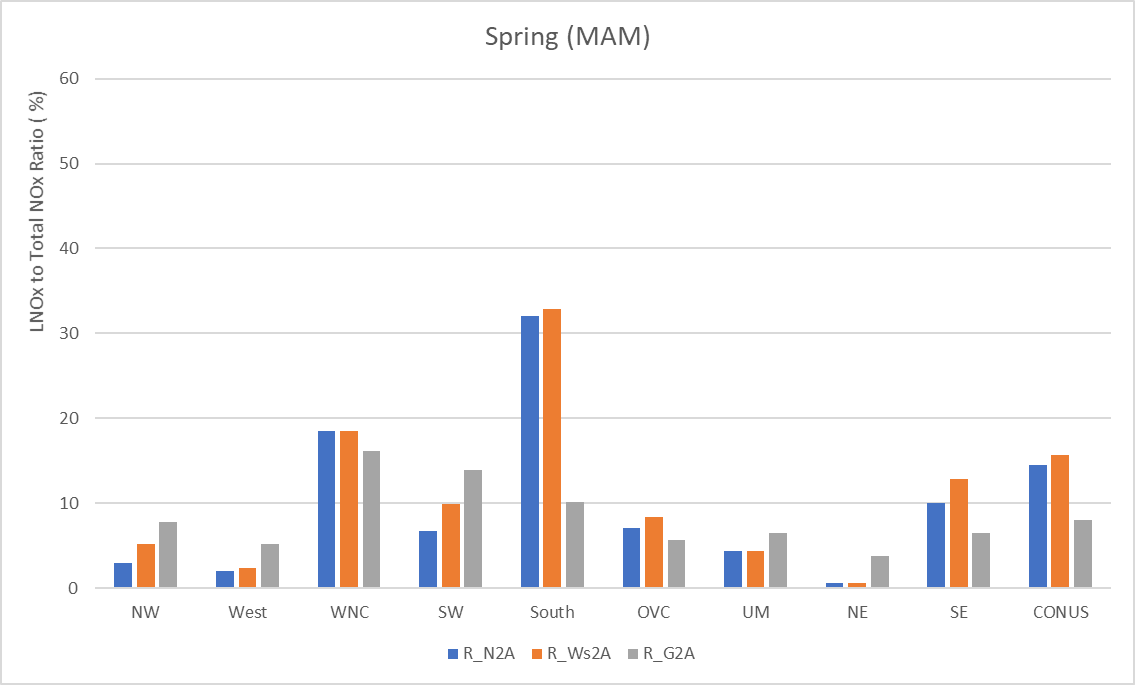 Spring (MAM)
LNOx to Total NOx Ratio ( %)
60
50
40
30
20
10
0
NW West WNC SW South OVC UM NE SE CONUS
R_N2A R_Ws2A R_G2A